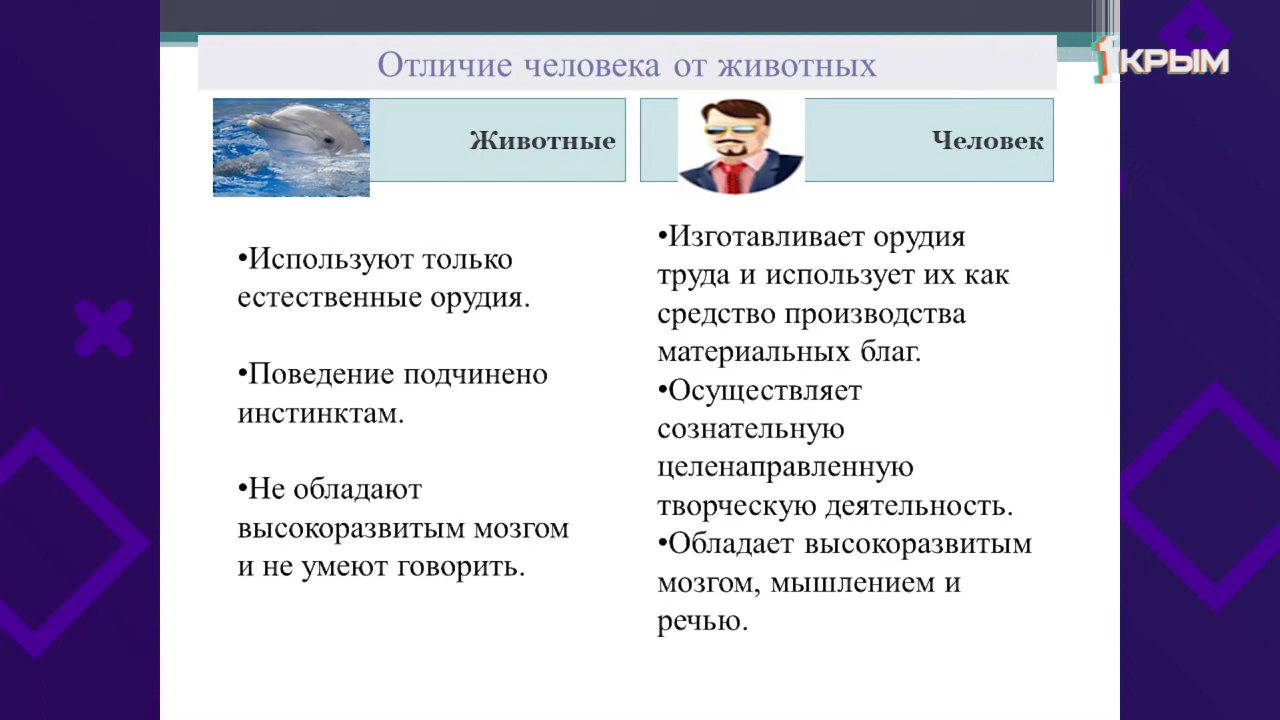 Отличие человека от животных
1КРЫМ
Животные
Человек
•Используют только
естественные орудия.
•Поведение подчинено
инстинктам.
•Не обладают
высокоразвитым мозгом
и не умеют говорить.
•Изготавливает орудия
труда и использует их как
средство производства
материальных благ.
•Осуществляет
сознательную
целенаправленную
творческую деятельность.
•Обладает высокоразвитым
мозгом, мышлением и
речью.